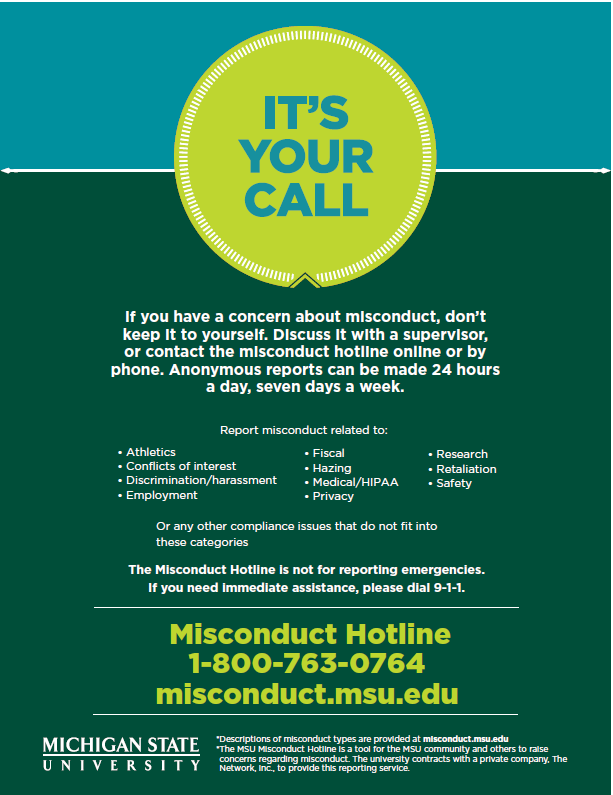 IT'S
YOUR
CALL
If you have a concern about misconduct, don't
keep it to yourself. Discuss it with a supervisor,
or contact the misconduct hotline online or by
phone. Anonymous reports can be made 24 hours
a day, seven days a week.
Report misconduct related to:
• Athletics
• Conflicts of interest
• Discrimination/harassment
• Employment
• Fiscal
• Hazing
• Medical/HIPAA
• Privacy
• Research
• Retaliation
• Safety
Or any other compliance issues that do not fit into
these categories
The Misconduct Hotline is not for reporting emergencies.
If you need immediate assistance, please dial 9-1-1.
Misconduct Hotline
1-800-763-0764
misconduct.msu.edu
MICHIGAN STATE
UNIVERSITY
*Descriptions of misconduct types are provided at misconduct.msu.edu
*The MSU Misconduct Hotline is a tool for the MSU community and others to raise
concerns regarding misconduct. The university contracts with a private company, The
Network, Inc., to provide this reporting service.